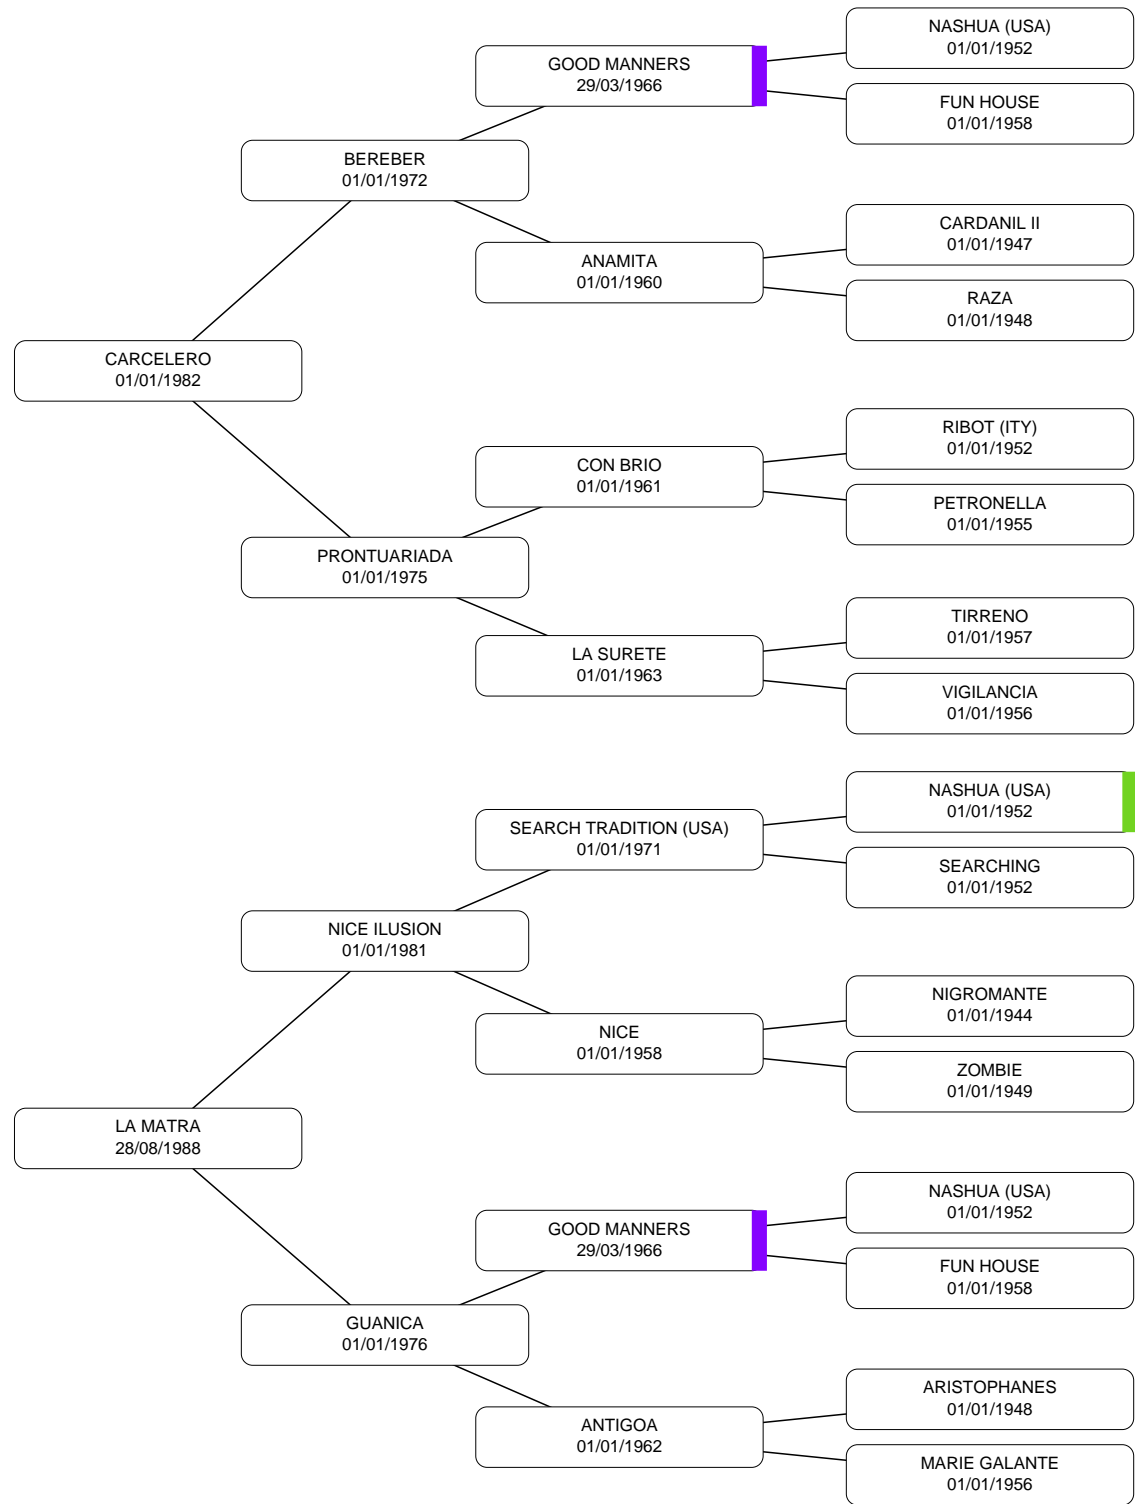 NASHUA (USA)
01/01/1952
GOOD MANNERS
29/03/1966
FUN HOUSE
01/01/1958
BEREBER
01/01/1972
CARDANIL II
01/01/1947
ANAMITA
01/01/1960
RAZA
01/01/1948
CARCELERO
01/01/1982
RIBOT (ITY)
01/01/1952
CON BRIO
01/01/1961
PETRONELLA
01/01/1955
PRONTUARIADA
01/01/1975
TIRRENO
01/01/1957
LA SURETE
01/01/1963
VIGILANCIA
01/01/1956
NASHUA (USA)
01/01/1952
SEARCH TRADITION (USA)
01/01/1971
SEARCHING
01/01/1952
NICE ILUSION
01/01/1981
NIGROMANTE
01/01/1944
NICE
01/01/1958
ZOMBIE
01/01/1949
LA MATRA
28/08/1988
NASHUA (USA)
01/01/1952
GOOD MANNERS
29/03/1966
FUN HOUSE
01/01/1958
GUANICA
01/01/1976
ARISTOPHANES
01/01/1948
ANTIGOA
01/01/1962
MARIE GALANTE
01/01/1956